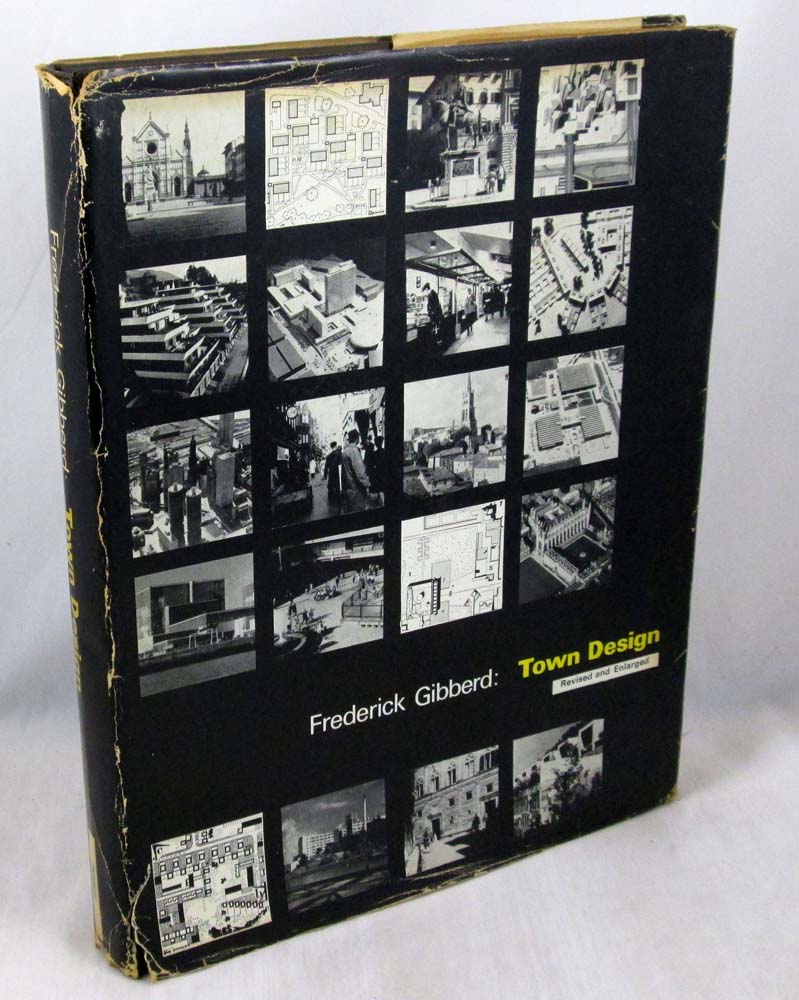 Frederick Gibberd: Town Design
Frederick Gibberd:
Town Design
Revised and Enlarged